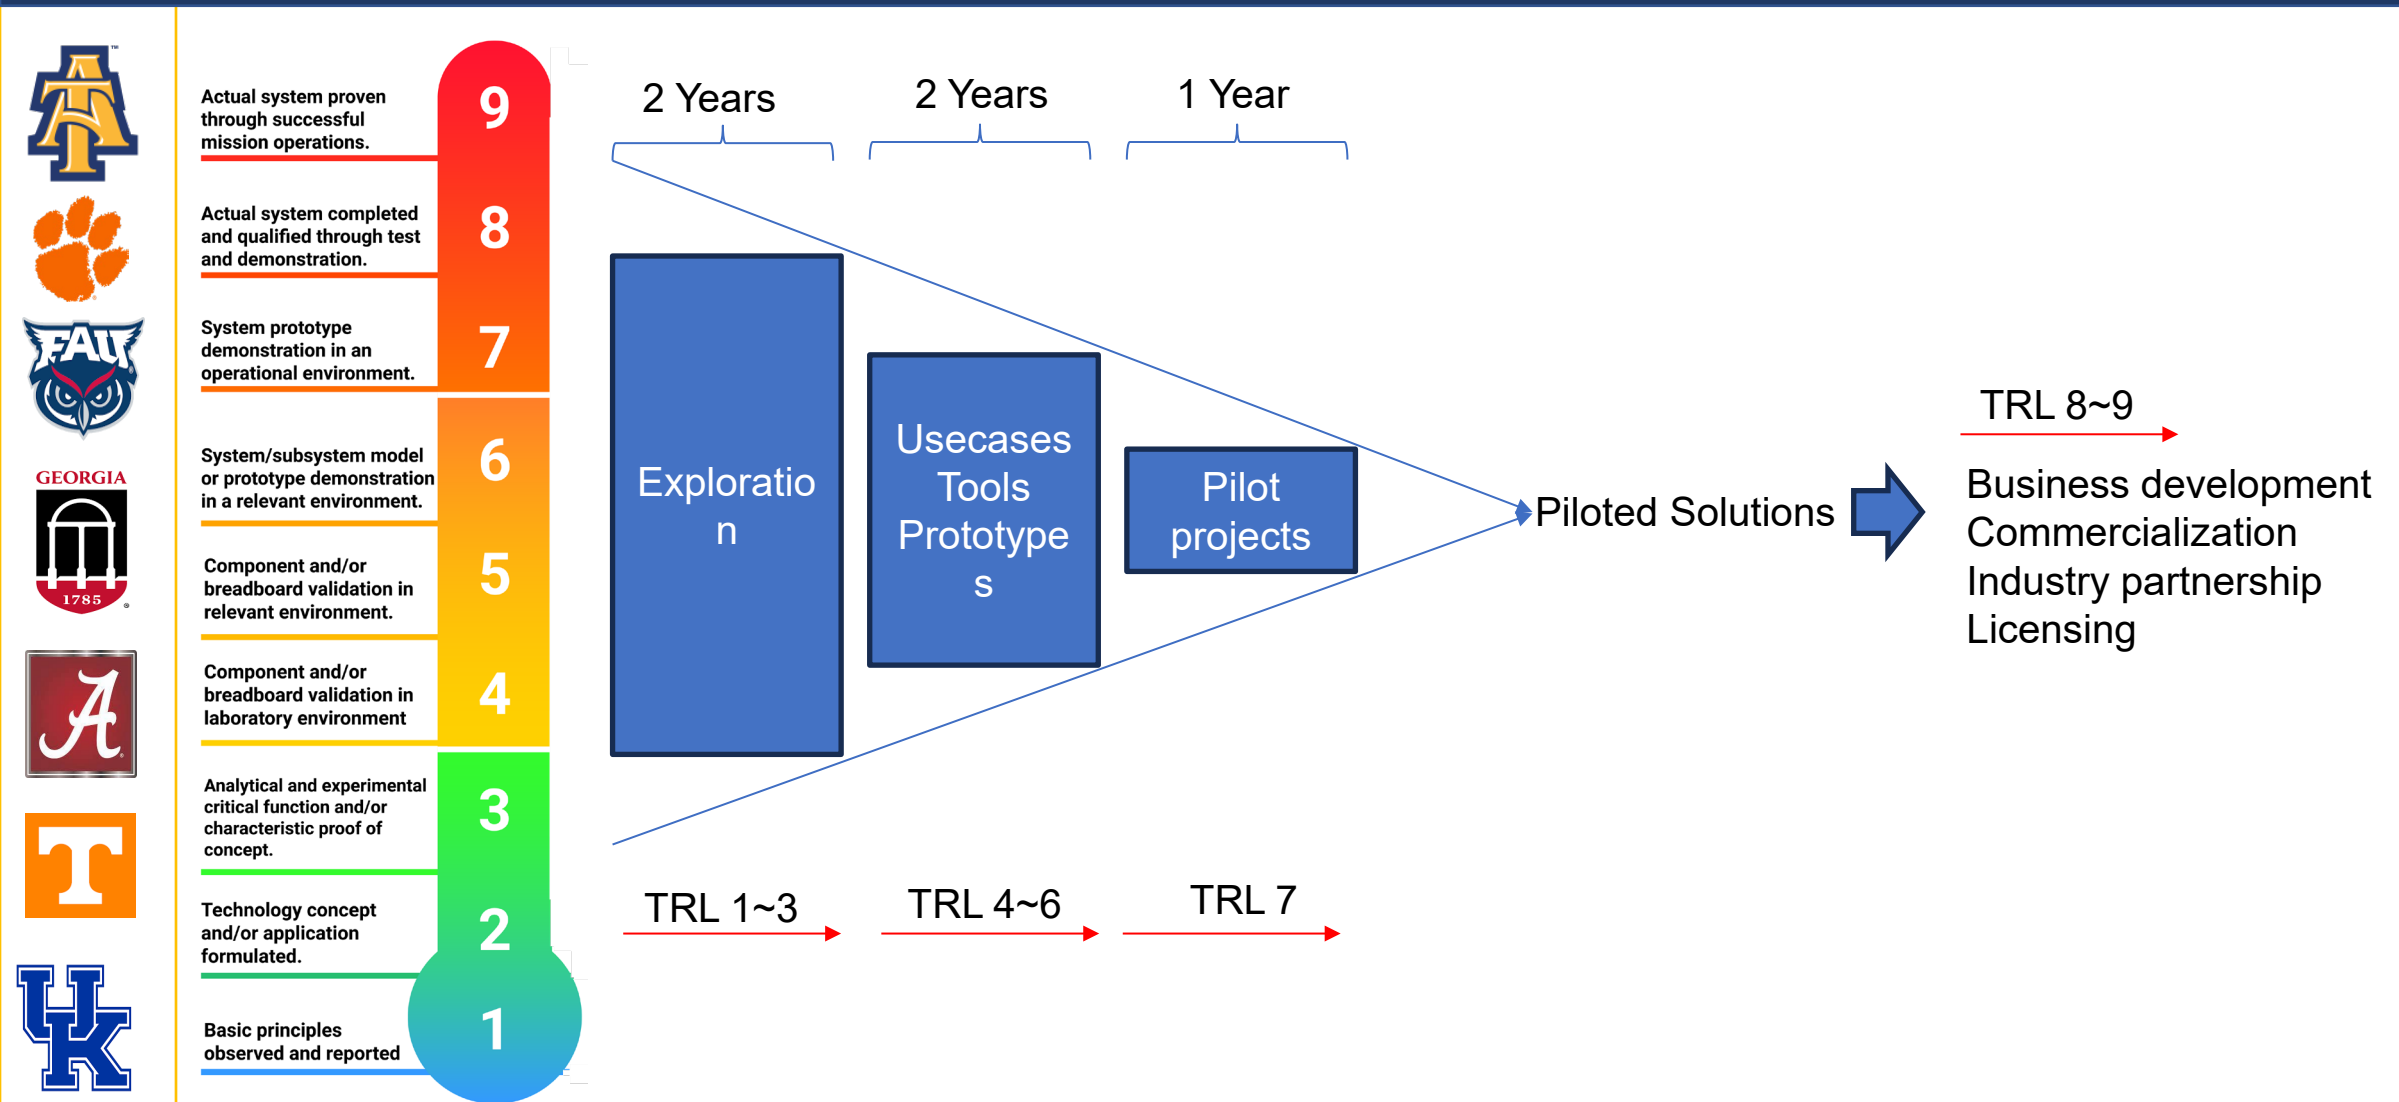 AT
™
FAU
GEORGIA
1785
®
A
T
UK
Actual system proven
through successful
mission operations.
9
Actual system completed
and qualified through test
and demonstration.
8
System prototype
demonstration in an
operational environment.
7
System/subsystem model
or prototype demonstration
in a relevant environment.
6
Component and/or
breadboard validation in
relevant environment.
5
Component and/or
breadboard validation in
laboratory environment
4
Analytical and experimental
critical function and/or
characteristic proof of
concept.
3
Technology concept
and/or application
formulated.
2
Basic principles
observed and reported
1
2 Years
2 Years
1 Year
Exploratio
n
Usecases
Tools
Prototype
s
Pilot
projects
Piloted Solutions
TRL 8~9
Business development
Commercialization
Industry partnership
Licensing
TRL 1~3
TRL 4~6
TRL 7